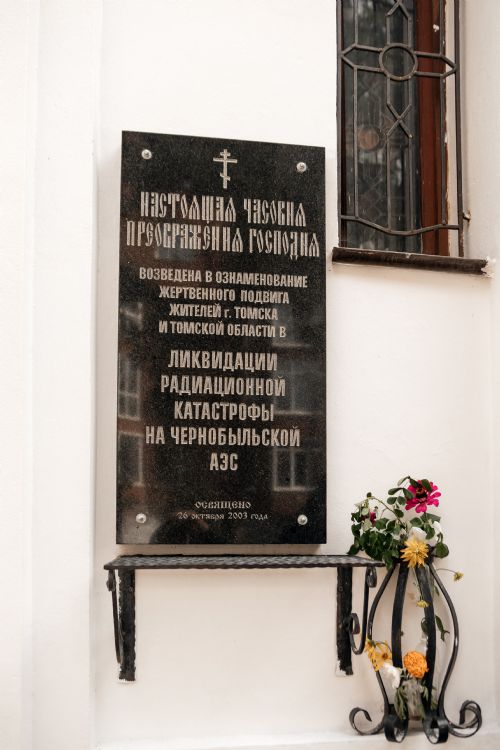 НАСТОЯЩАЯ ЧАСОВНЯ
ПРЕОБРАЖЕНИЯ ГОСПОДНЯ
ВОЗВЕДЕНА В ОЗНАМЕНОВАНИЕ
ЖЕРТВЕННОГО ПОДВИГА
ЖИТЕЛЕЙ г. ТОМСКА
И ТОМСКОЙ ОБЛАСТИ В
ЛИКВИДАЦИИ
РАДИАЦИОННОЙ
КАТАСТРОФЫ
НА ЧЕРНОБЫЛЬСКОЙ
АЭС
ОСВЯЩЕНО
26 октября 2003 года